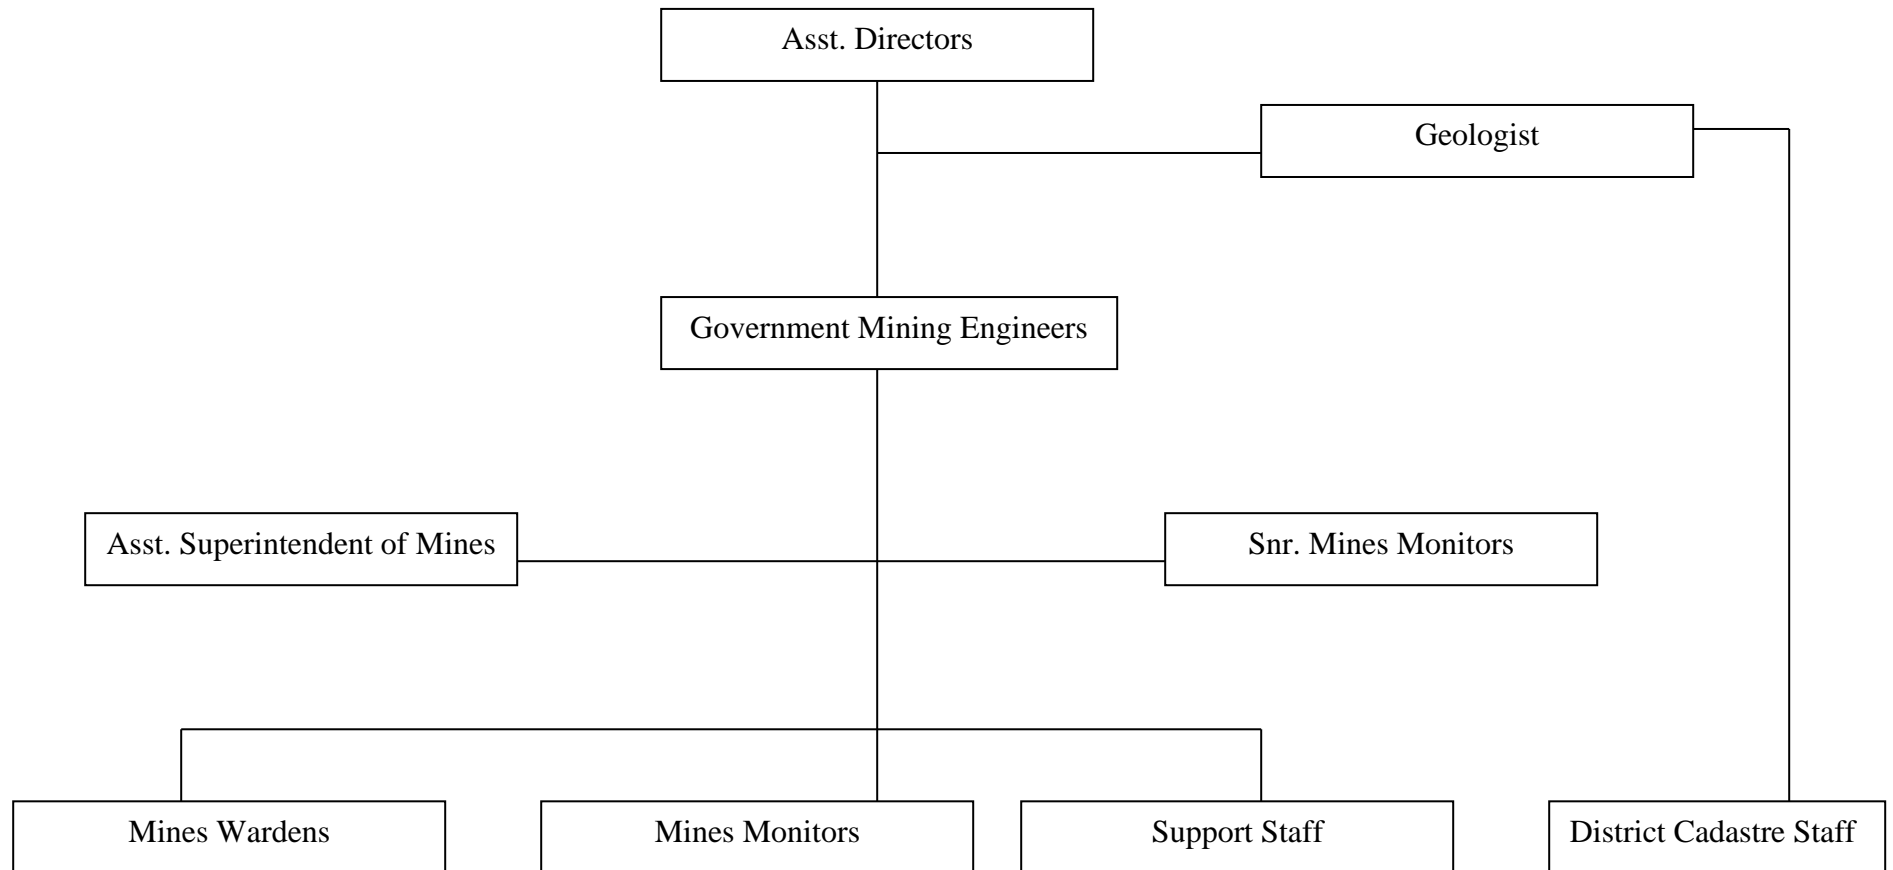 Asst. Directors
Geologist
Government Mining Engineers
Asst. Superintendent of Mines
Snr. Mines Monitors
Mines Wardens
Mines Monitors
Support Staff
District Cadastre Staff